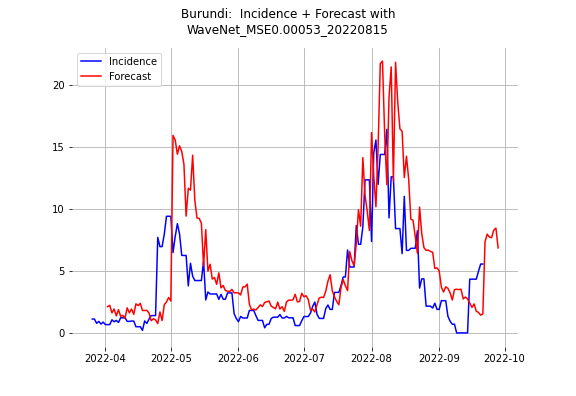 Burundi:  Incidence + Forecast with
WaveNet_MSE0.00053_20220815
Incidence
Forecast
20
15
10
5
0
2022-04 2022-05 2022-06 2022-07 2022-08 2022-09 2022-10